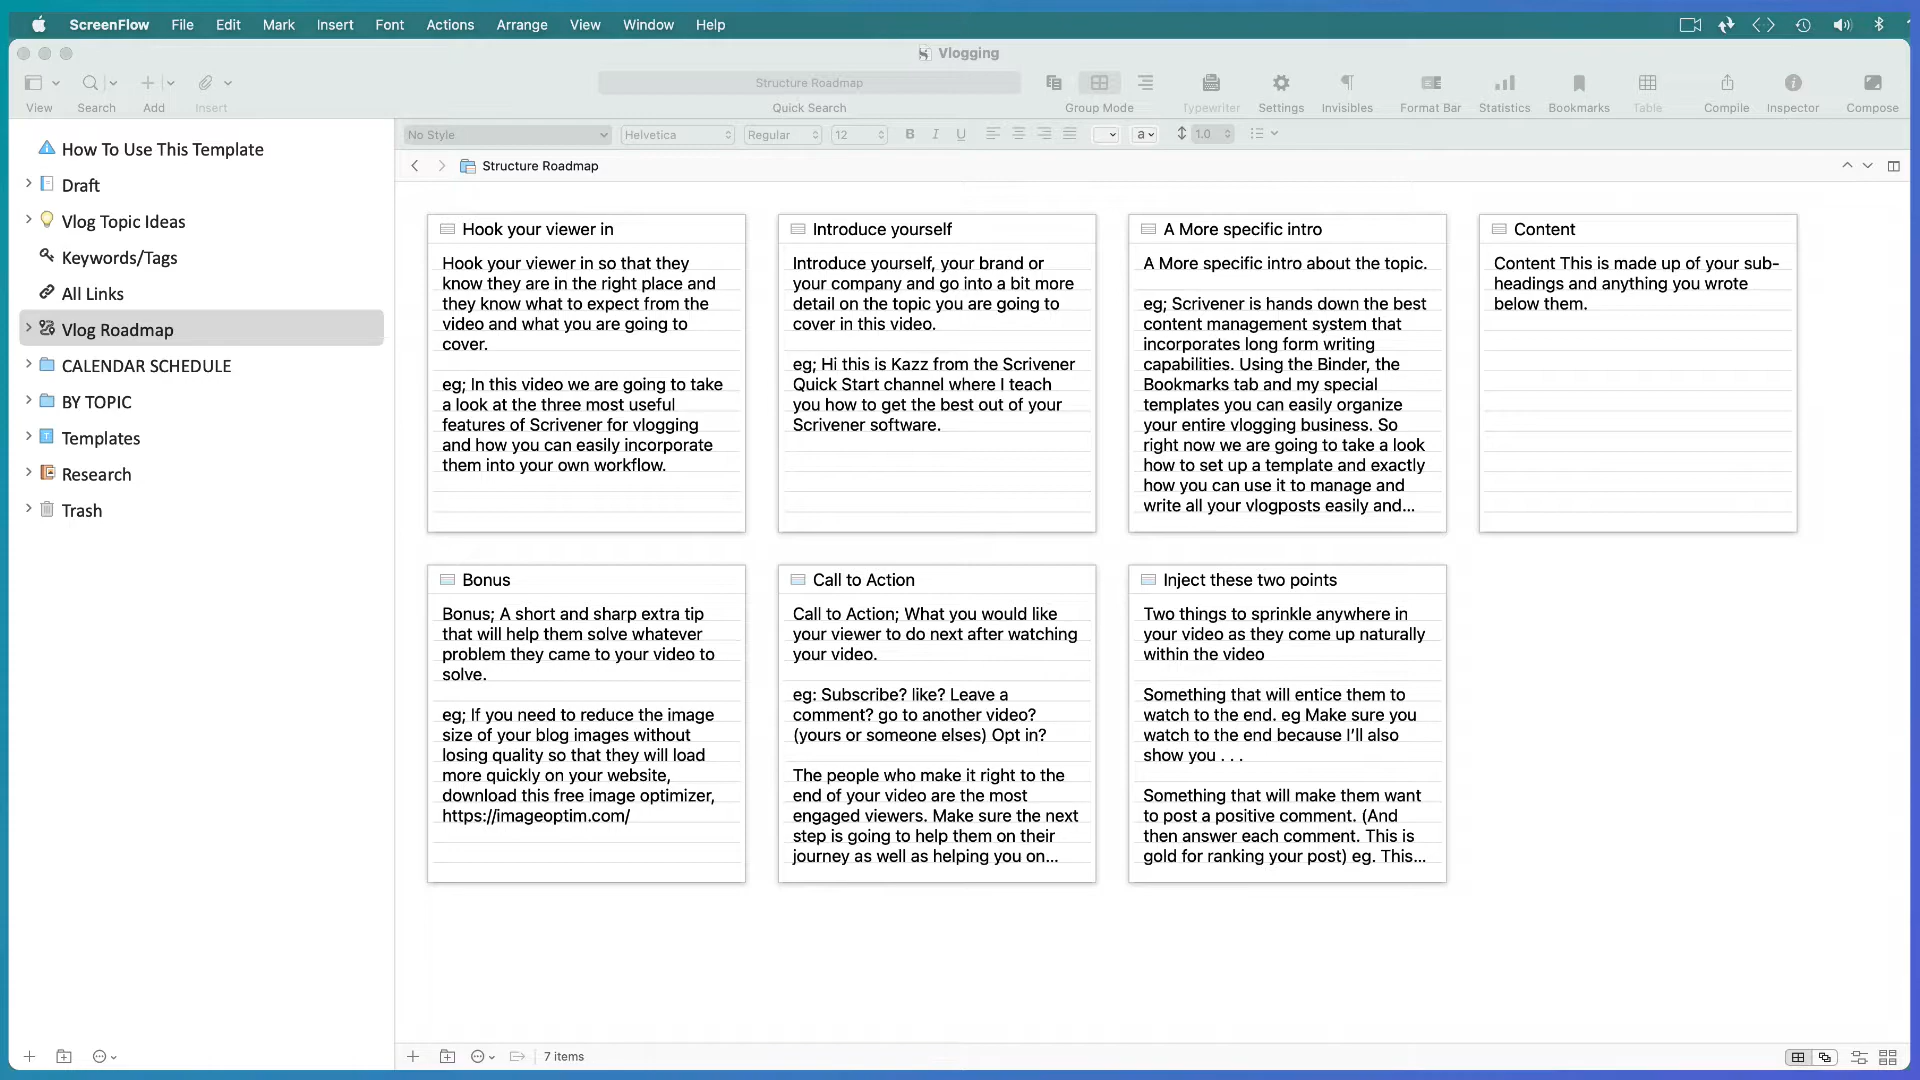 ScreenFlow File Edit Mark Insert Font Actions Arrange View Window Help
Vlogging
Structure Roadmap
View Search Add Insert Quick Search Group Mode Typewriter Settings Invisibles Format Bar Statistics Bookmarks Table Compile Inspector Compose
No Style Helvetica Regular 12 B I U a 1.0
Structure Roadmap
How To Use This Template
Draft
Vlog Topic Ideas
Keywords/Tags
All Links
Vlog Roadmap
CALENDAR SCHEDULE
BY TOPIC
Templates
Research
Trash
Hook your viewer in
Hook your viewer in so that they
know they are in the right place and
they know what to expect from the
video and what you are going to
cover.
eg; In this video we are going to take
a look at the three most useful
features of Scrivener for vlogging
and how you can easily incorporate
them into your own workflow.
Introduce yourself
Introduce yourself, your brand or
your company and go into a bit more
detail on the topic you are going to
cover in this video.
eg; Hi this is Kazz from the Scrivener
Quick Start channel where I teach
you how to get the best out of your
Scrivener software.
A More specific intro
A More specific intro about the topic.
eg; Scrivener is hands down the best
content management system that
incorporates long form writing
capabilities. Using the Binder, the
Bookmarks tab and my special
templates you can easily organize
your entire vlogging business. So
right now we are going to take a look
how to set up a template and exactly
how you can use it to manage and
write all your vlogposts easily and...
Content
Content This is made up of your sub-
headings and anything you wrote
below them.
Bonus
Bonus; A short and sharp extra tip
that will help them solve whatever
problem they came to your video to
solve.
eg; If you need to reduce the image
size of your blog images without
losing quality so that they will load
more quickly on your website,
download this free image optimizer,
https://imageoptim.com/
Call to Action
Call to Action; What you would like
your viewer to do next after watching
your video.
eg: Subscribe? like? Leave a
comment? go to another video?
(yours or someone elses) Opt in?
The people who make it right to the
end of your video are the most
engaged viewers. Make sure the next
step is going to help them on their
journey as well as helping you on...
Inject these two points
Two things to sprinkle anywhere in
your video as they come up naturally
within the video
Something that will entice them to
watch to the end. eg Make sure you
watch to the end because I'll also
show you . . .
Something that will make them want
to post a positive comment. (And
then answer each comment. This is
gold for ranking your post) eg. This...
7 items